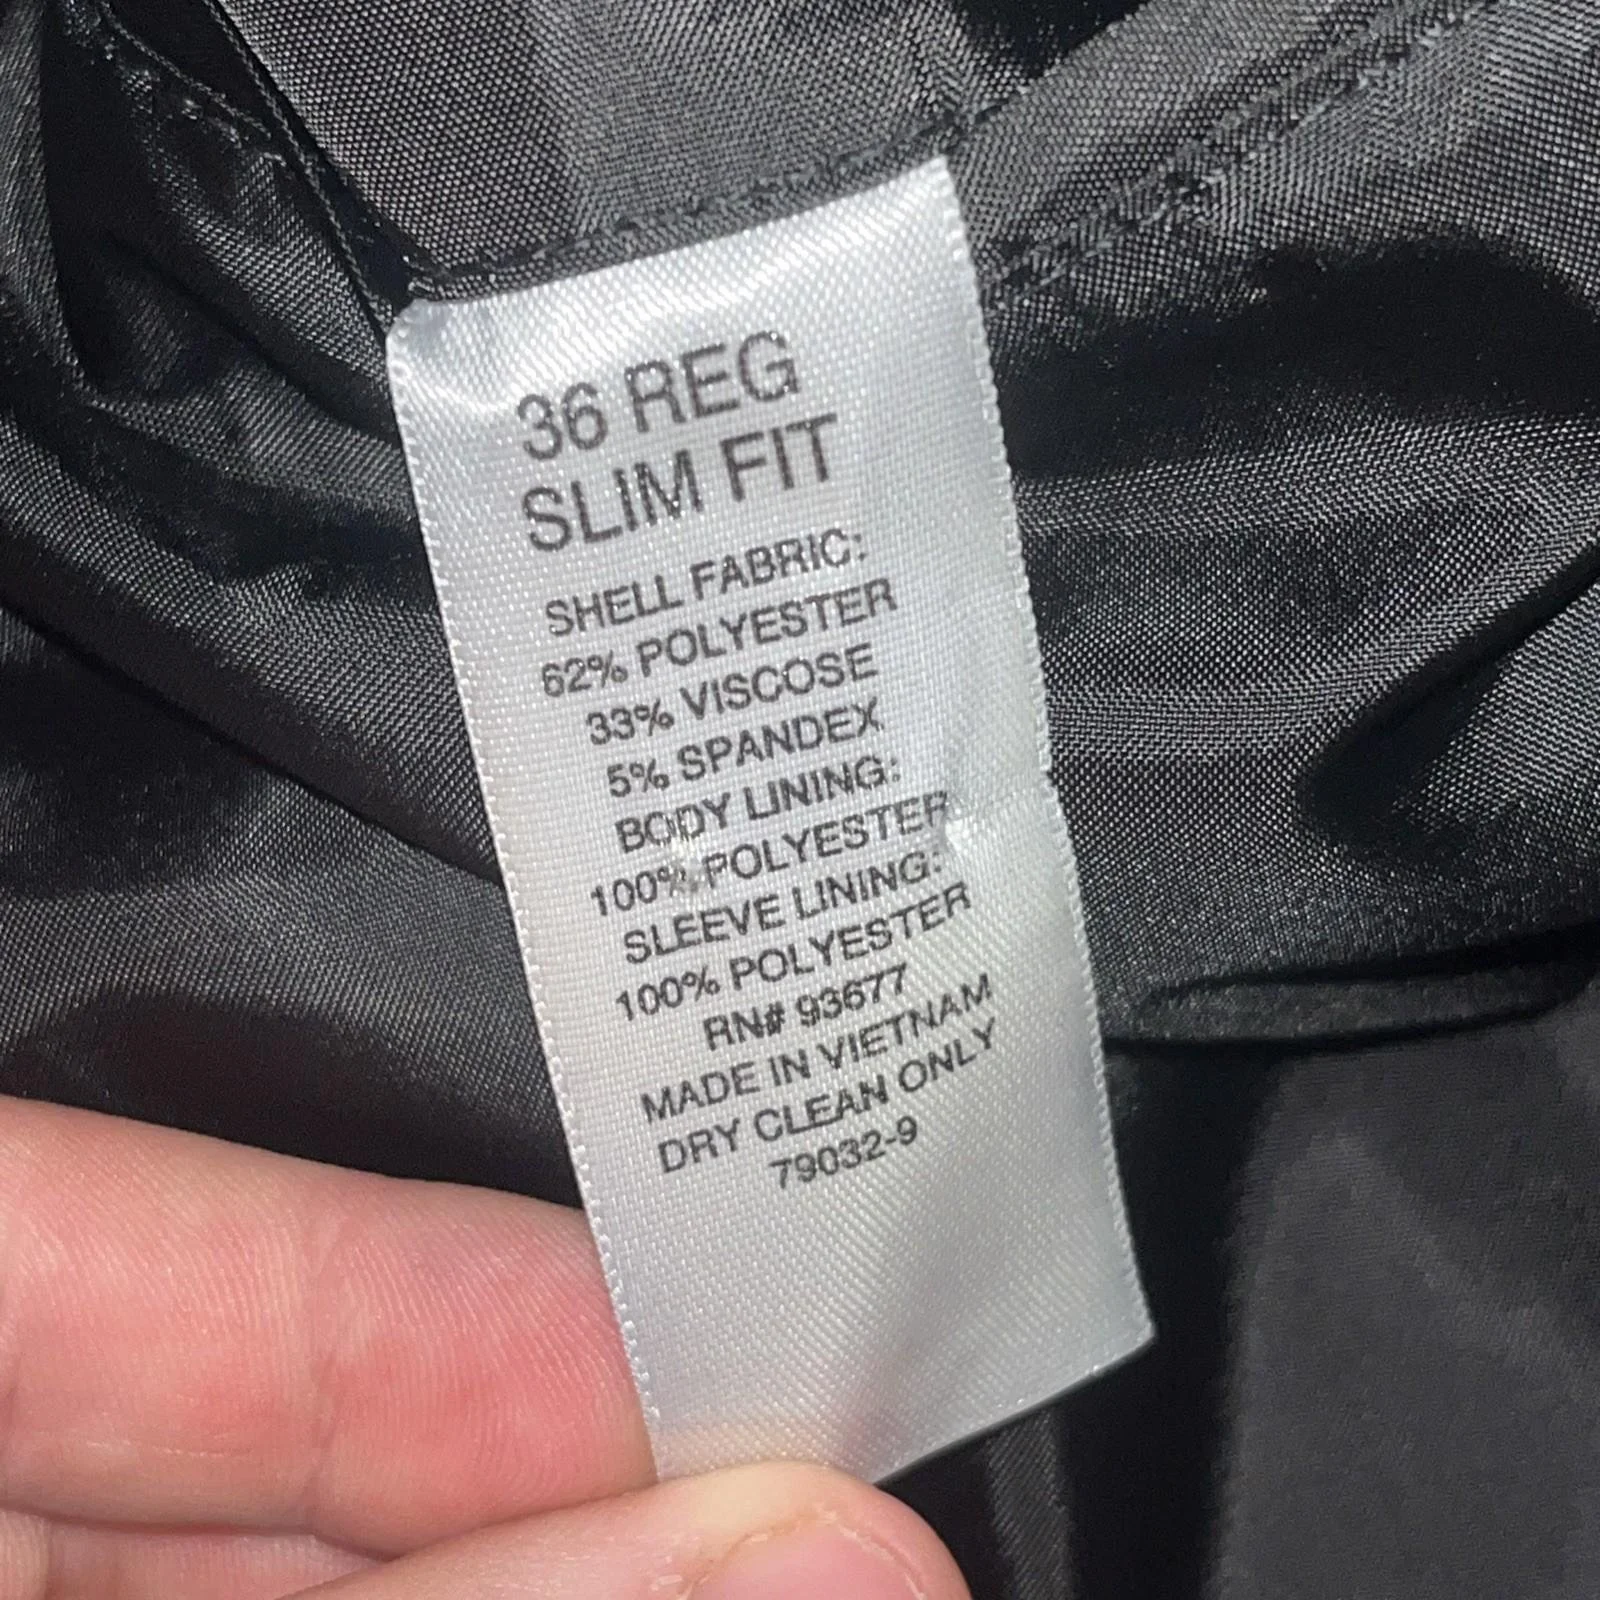 36 REG
SLIM FIT
SHELL FABRIC:
62% POLYESTER
33% VISCOSE
5% SPANDEX
BODY LINING:
100% POLYESTER
SLEEVE LINING:
100% POLYESTER
RN# 93677
MADE IN VIETNAM
DRY CLEAN ONLY
79032-9